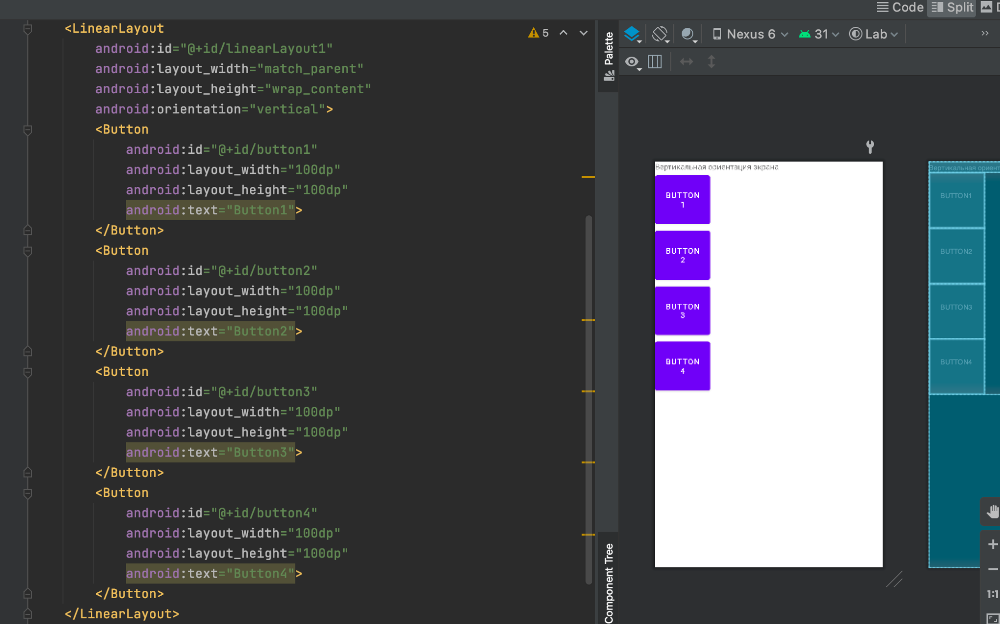 Code Split
<LinearLayout
android:id="@+id/linearLayout1"
android:layout_width="match_parent"
android:layout_height="wrap_content"
android:orientation="vertical">
<Button
android:id="@+id/button1"
android:layout_width="100dp"
android:layout_height="100dp"
android:text="Button1">
</Button>
<Button
android:id="@+id/button2"
android:layout_width="100dp"
android:layout_height="100dp"
android:text="Button2">
</Button>
<Button
android:id="@+id/button3"
android:layout_width="100dp"
android:layout_height="100dp"
android:text="Button3">
</Button>
<Button
android:id="@+id/button4"
android:layout_width="100dp"
android:layout_height="100dp"
android:text="Button4">
</Button>
</LinearLayout>
5
Palette
Component Tree
Nexus 6 31 Lab
Вертикальная ориентация экрана
BUTTON
1
BUTTON
2
BUTTON
3
BUTTON
4
Вертикальная ориент
BUTTON1
BUTTON2
BUTTON3
BUTTON4
1:1